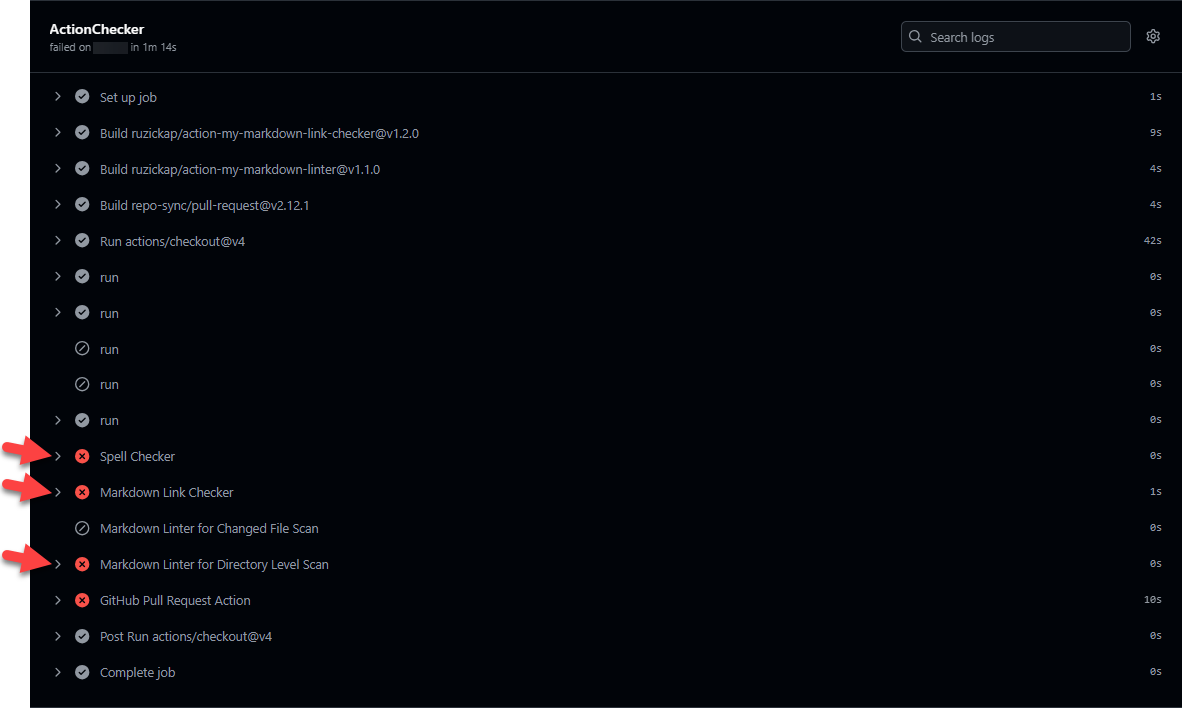 ActionChecker
failed on in 1m 14s
Search logs
Set up job 1s
Build ruzickap/action-my-markdown-link-checker@v1.2.0 9s
Build ruzickap/action-my-markdown-linter@v1.1.0 4s
Build repo-sync/pull-request@v2.12.1 4s
Run actions/checkout@v4 42s
run 0s
run 0s
run 0s
run 0s
run 0s
Spell Checker 0s
Markdown Link Checker 1s
Markdown Linter for Changed File Scan 0s
Markdown Linter for Directory Level Scan 0s
GitHub Pull Request Action 10s
Post Run actions/checkout@v4 0s
Complete job 0s